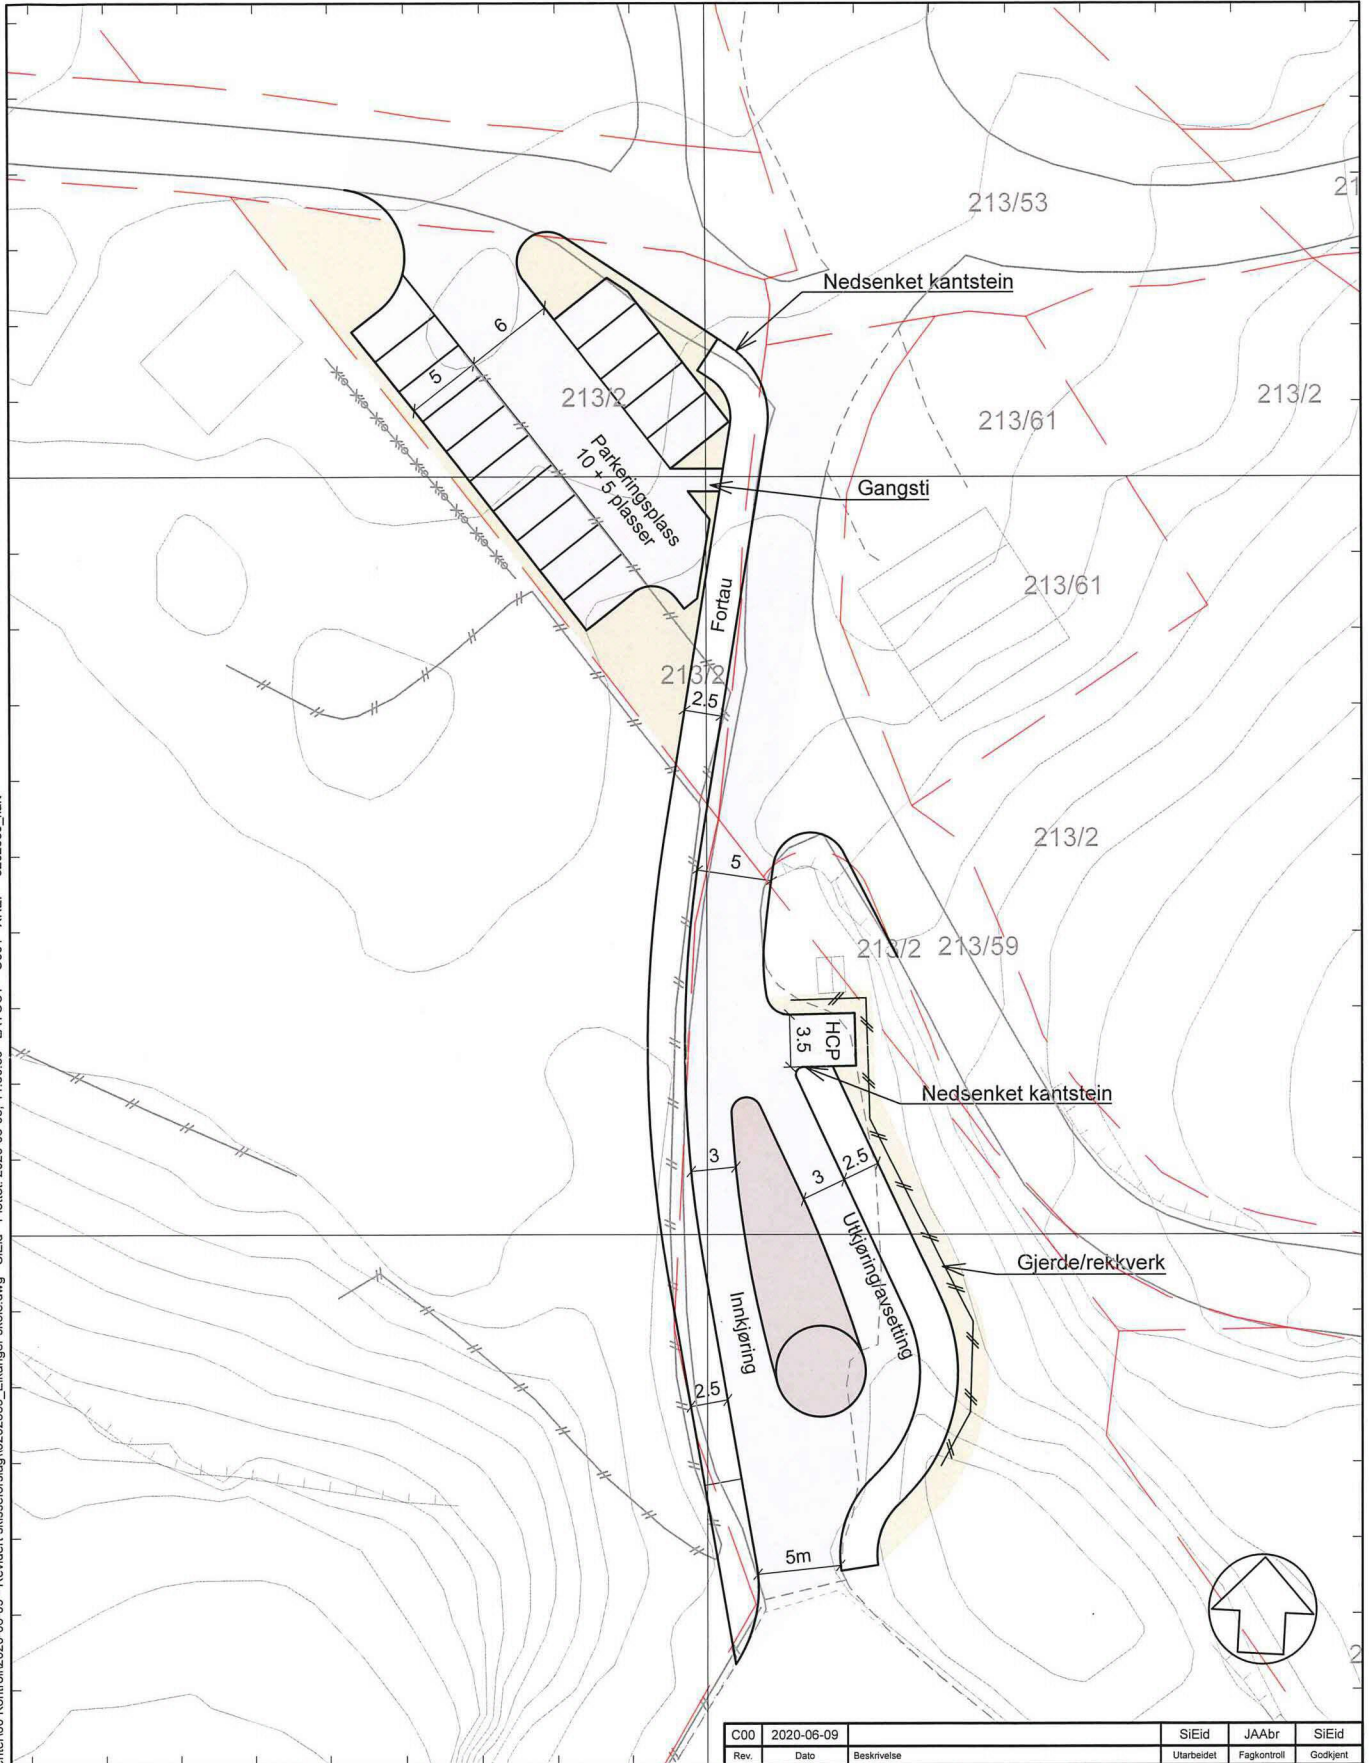 213/53
21
Nedsenket kantstein
6
5
213/2
213/2
213/61
Parkeringsplass
10 + 5 plasser
Gangsti
213/61
Fortau
213/2
2.5
213/2
5
213/2
213/59
HCP
3.5
Nedsenket kantstein
3
3
2.5
Utkjøring/avsetting
Gjerde/rekkverk
Innkjøring
2.5
5m
2
C00 2020-06-09 SiEid JAAbr SiEid
Rev. Dato Beskrivelse Utarbeidet Fagkontroll Godkjent